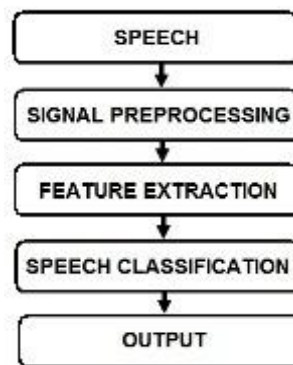 SPEECH
SIGNAL PREPROCESSING
FEATURE EXTRACTION
SPEECH CLASSIFICATION
OUTPUT